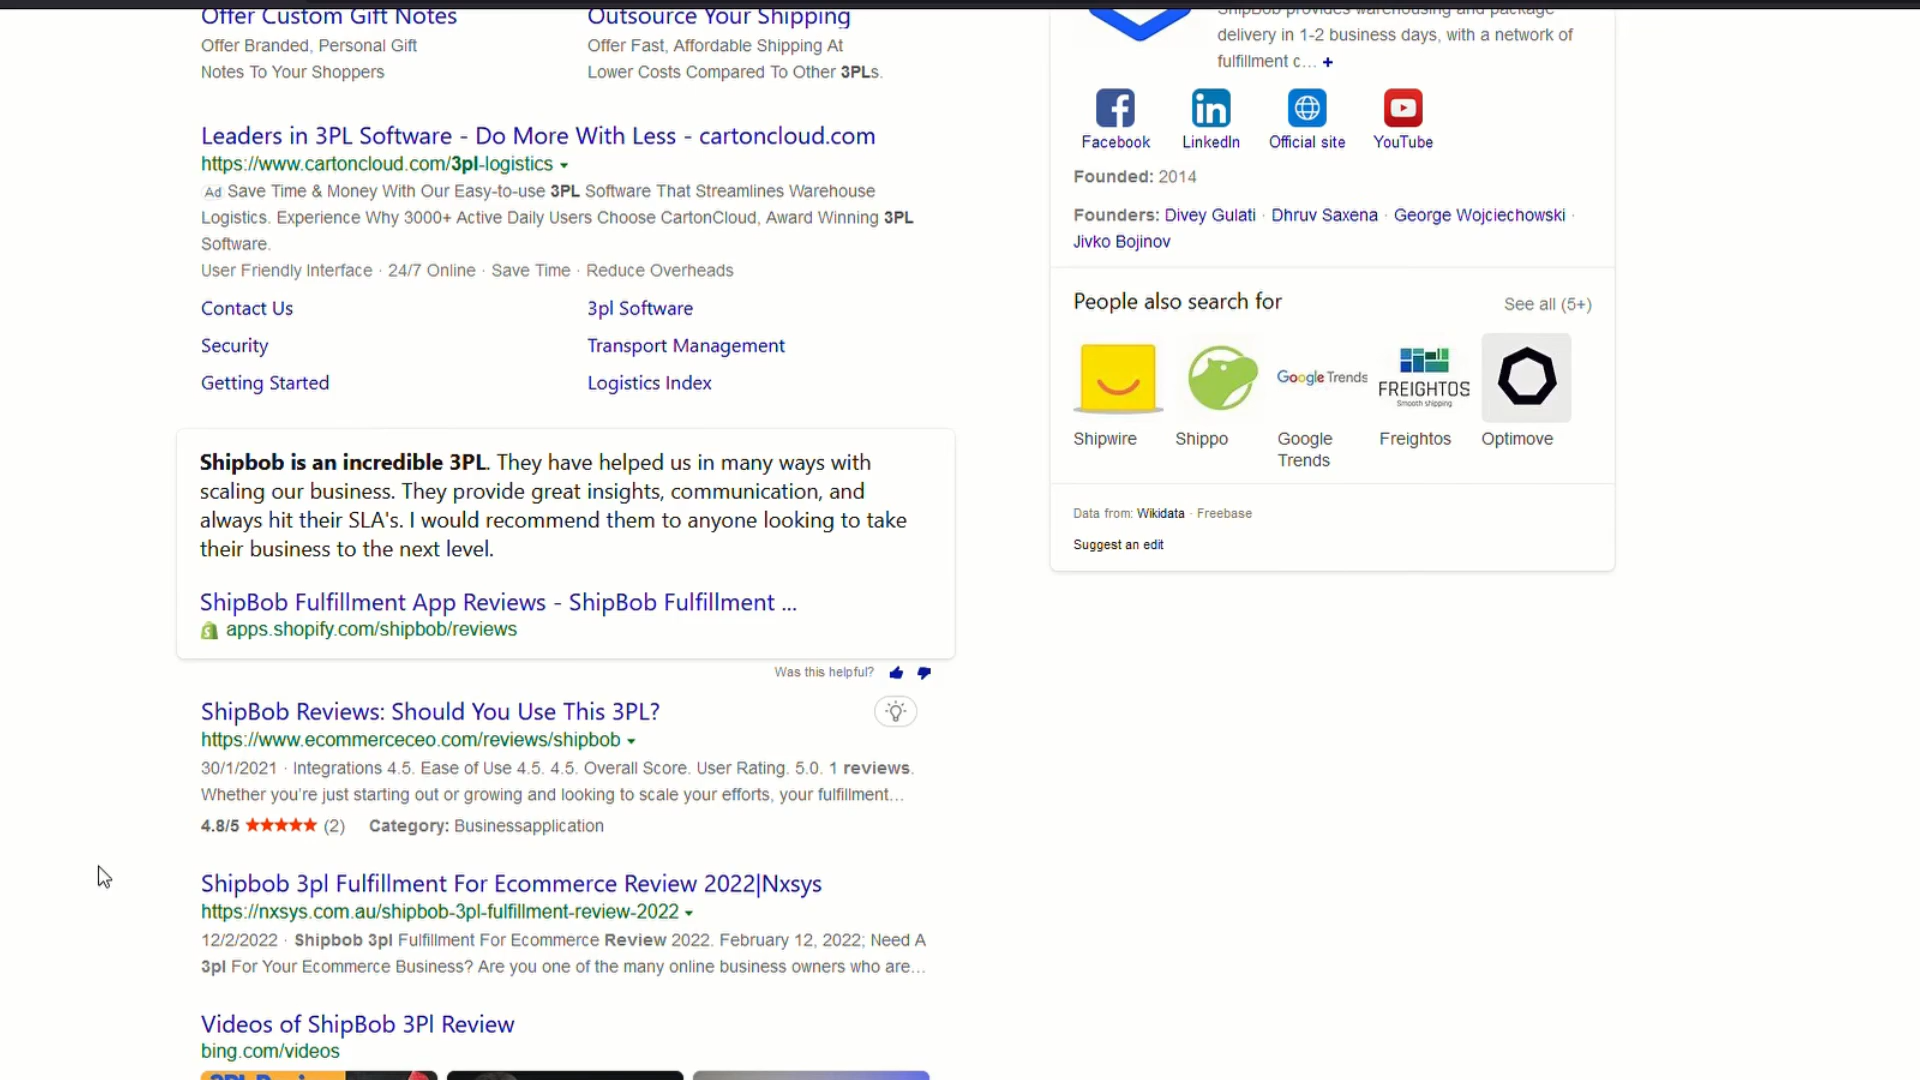 Offer Custom Gift Notes
Offer Branded, Personal Gift
Notes To Your Shoppers
Outsource Your Shipping
Offer Fast, Affordable Shipping At
Lower Costs Compared To Other 3PLs.
Leaders in 3PL Software - Do More With Less - cartoncloud.com
https://www.cartoncloud.com/3pl-logistics
Ad Save Time & Money With Our Easy-to-use 3PL Software That Streamlines Warehouse
Logistics. Experience Why 3000+ Active Daily Users Choose CartonCloud, Award Winning 3PL
Software.
User Friendly Interface · 24/7 Online · Save Time · Reduce Overheads
Contact Us
3pl Software
Security
Transport Management
Getting Started
Logistics Index
Shipbob is an incredible 3PL. They have helped us in many ways with
scaling our business. They provide great insights, communication, and
always hit their SLA's. I would recommend them to anyone looking to take
their business to the next level.
ShipBob Fulfillment App Reviews - ShipBob Fulfillment ...
apps.shopify.com/shipbob/reviews
Was this helpful?
ShipBob Reviews: Should You Use This 3PL?
https://www.ecommerceceo.com/reviews/shipbob
30/1/2021 · Integrations 4.5. Ease of Use 4.5. 4.5. Overall Score. User Rating. 5.0. 1 reviews.
Whether you're just starting out or growing and looking to scale your efforts, your fulfillment...
4.8/5 ★★★★★ (2) Category: Businessapplication
Shipbob 3pl Fulfillment For Ecommerce Review 2022|Nxsys
https://nxsys.com.au/shipbob-3pl-fulfillment-review-2022
12/2/2022 · Shipbob 3pl Fulfillment For Ecommerce Review 2022. February 12, 2022; Need A
3pl For Your Ecommerce Business? Are you one of the many online business owners who are...
Videos of ShipBob 3Pl Review
bing.com/videos
ShipBob provides warehousing and package
delivery in 1-2 business days, with a network of
fulfillment c... +
Facebook
LinkedIn
Official site
YouTube
Founded: 2014
Founders: Divey Gulati · Dhruv Saxena · George Wojciechowski ·
Jivko Bojinov
People also search for
See all (5+)
Google Trends
FREIGHTOS
Smooth shipping
Shipwire
Shippo
Google
Trends
Freightos
Optimove
Data from: Wikidata · Freebase
Suggest an edit